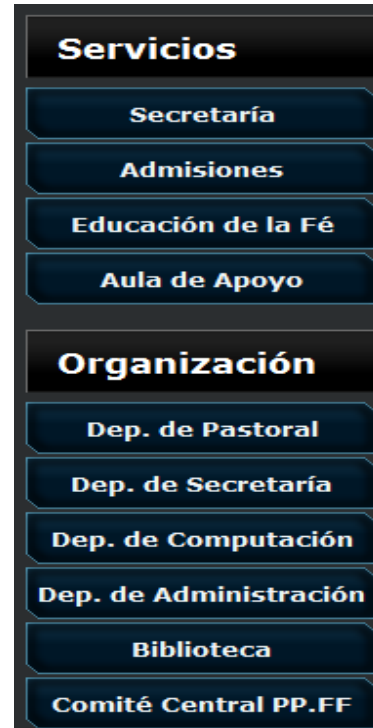 Servicios
Secretaría
Admisiones
Educación de la Fé
Aula de Apoyo
Organización
Dep. de Pastoral
Dep. de Secretaría
Dep. de Computación
Dep. de Administración
Biblioteca
Comité Central PP.FF